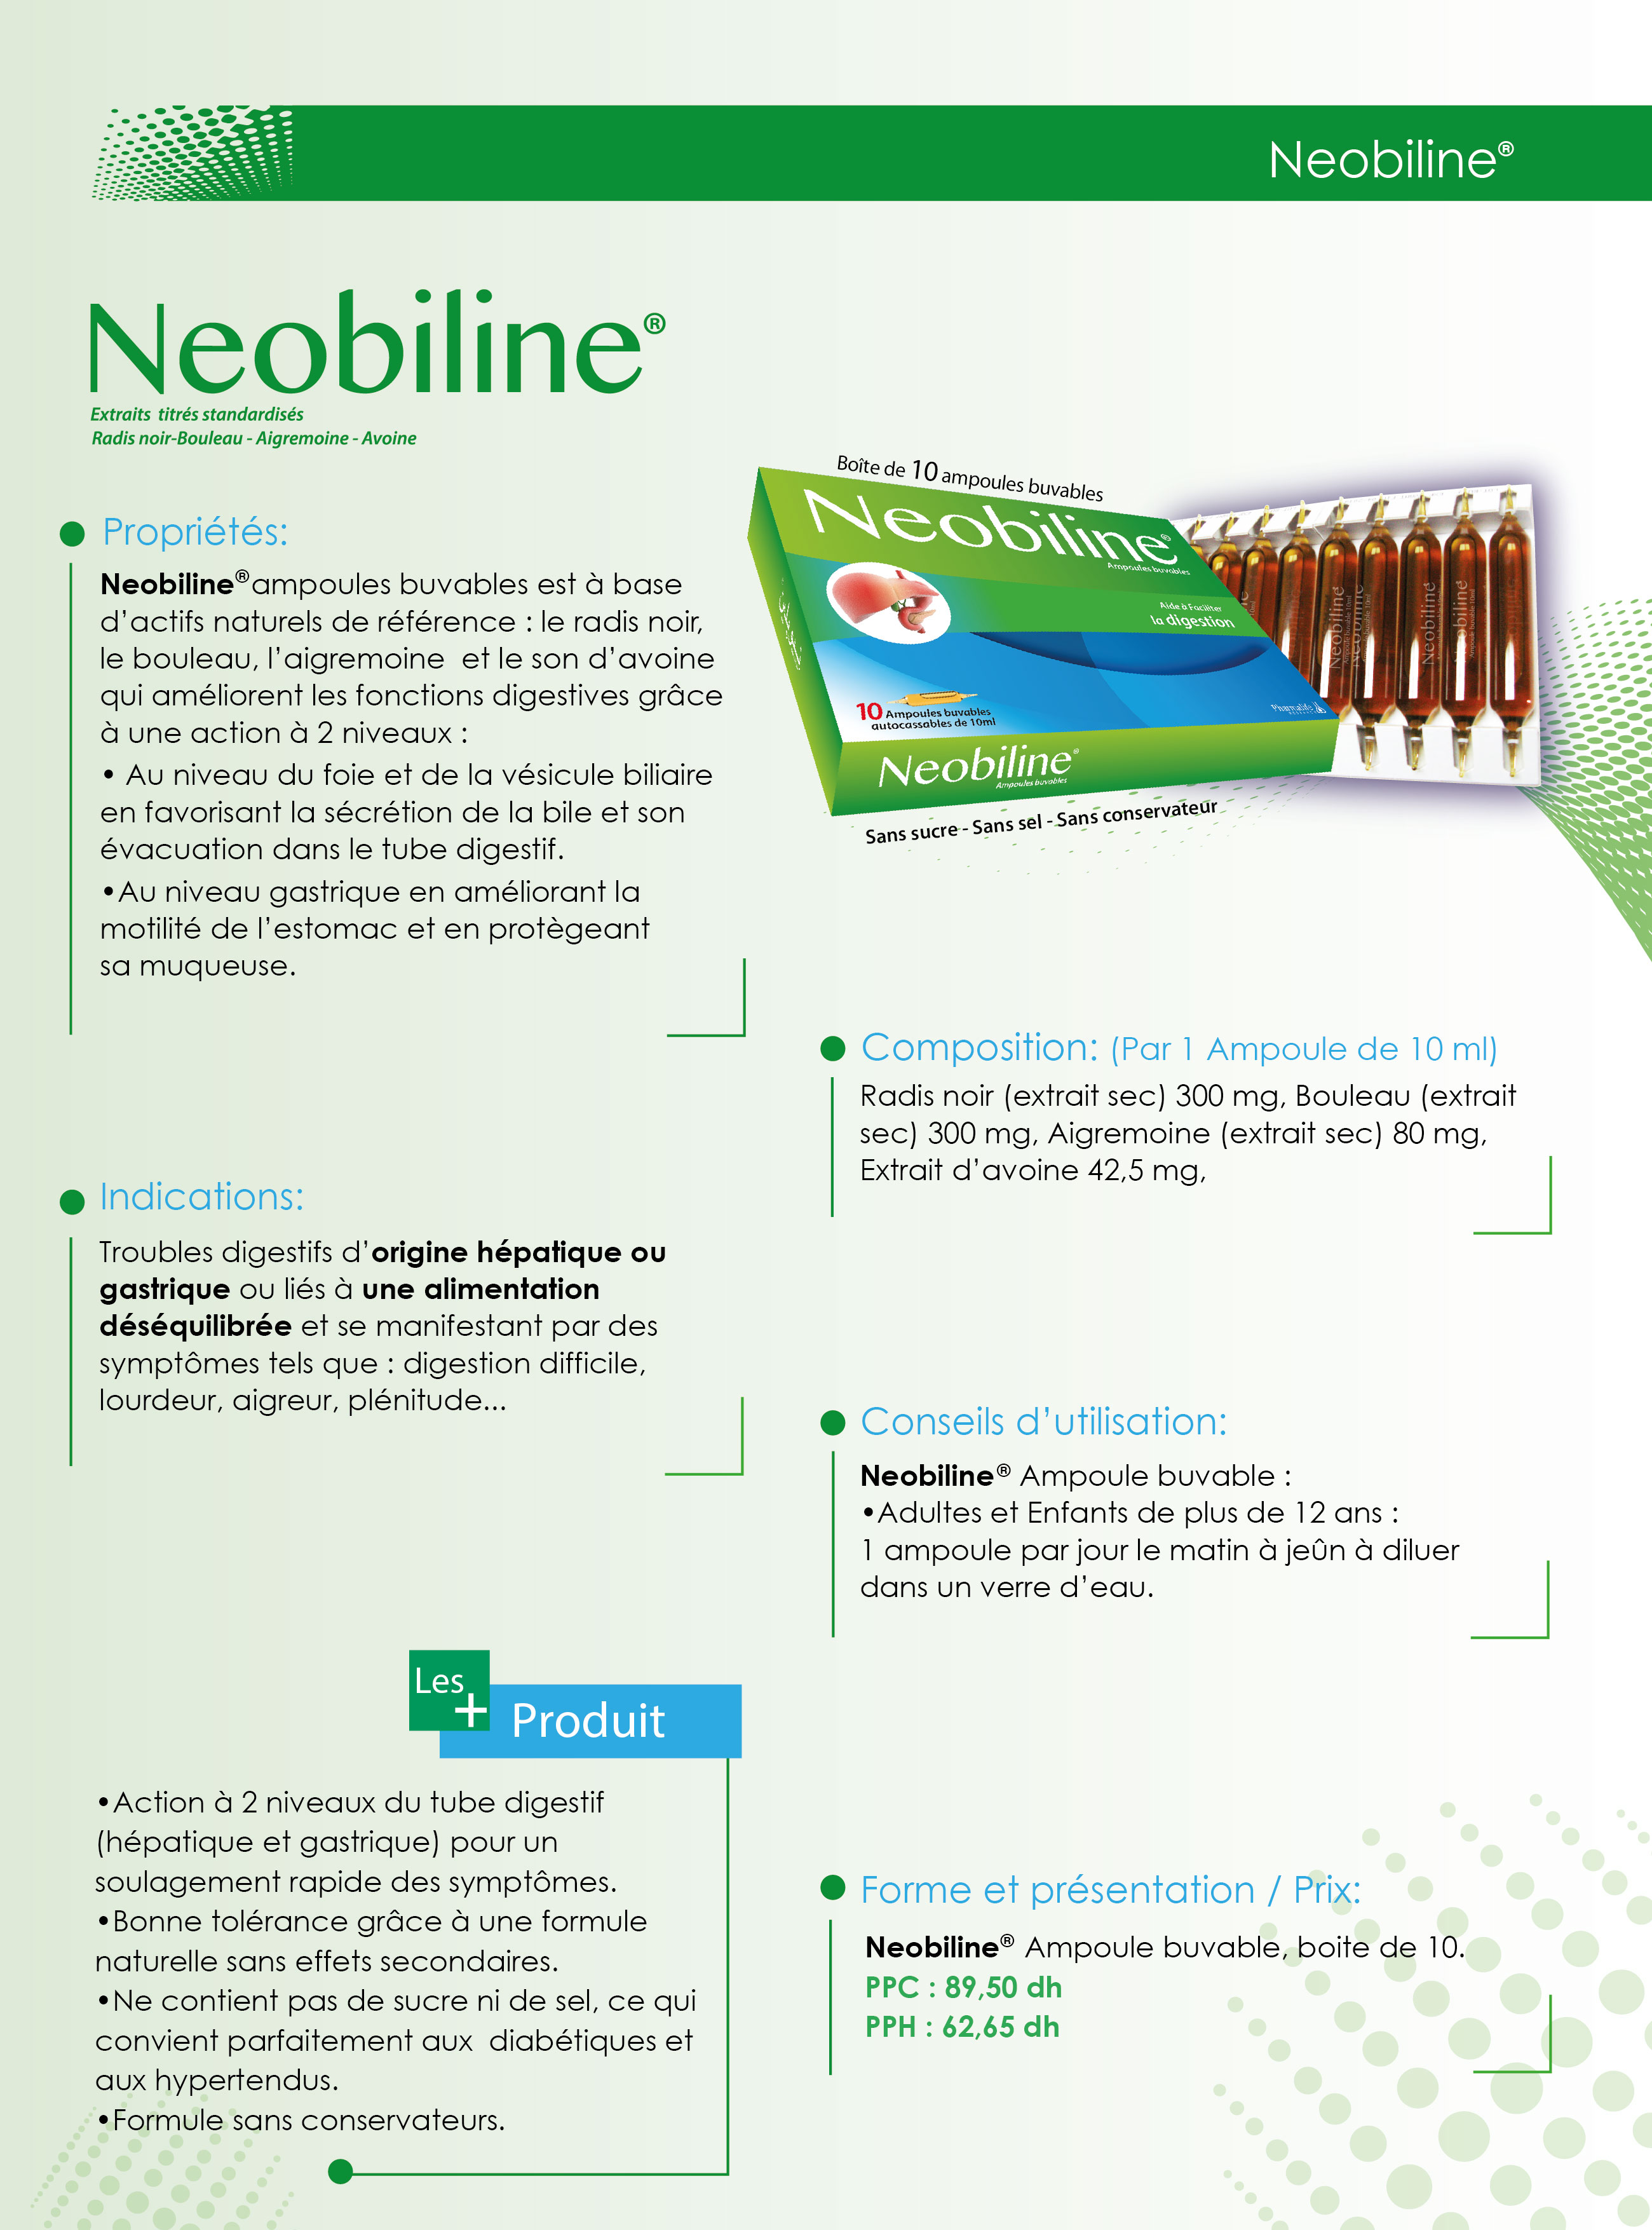 Neobiline®
Neobiline®
Extraits titrés standardisés
Radis noir-Bouleau - Aigremoine - Avoine
Propriétés:
Neobiline® ampoules buvables est à base
d’actifs naturels de référence : le radis noir,
le bouleau, l’aigremoine et le son d’avoine
qui améliorent les fonctions digestives grâce
à une action à 2 niveaux :
• Au niveau du foie et de la vésicule biliaire
en favorisant la sécrétion de la bile et son
évacuation dans le tube digestif.
•Au niveau gastrique en améliorant la
motilité de l’estomac et en protègeant
sa muqueuse.
Indications:
Troubles digestifs d’origine hépatique ou
gastrique ou liés à une alimentation
déséquilibrée et se manifestant par des
symptômes tels que : digestion difficile,
lourdeur, aigreur, plénitude...
Les +
Produit
•Action à 2 niveaux du tube digestif
(hépatique et gastrique) pour un
soulagement rapide des symptômes.
•Bonne tolérance grâce à une formule
naturelle sans effets secondaires.
•Ne contient pas de sucre ni de sel, ce qui
convient parfaitement aux diabétiques et
aux hypertendus.
•Formule sans conservateurs.
Boîte de 10 ampoules buvables
Neobiline®
Ampoules buvables
Aide à Faciliter
la digestion
10 Ampoules buvables
autocassables de 10ml
Pharmalife
Neobiline®
Ampoules buvables
Neobiline
Neobiline
Neobiline
Sans sucre - Sans sel - Sans conservateur
Composition: (Par 1 Ampoule de 10 ml)
Radis noir (extrait sec) 300 mg, Bouleau (extrait
sec) 300 mg, Aigremoine (extrait sec) 80 mg,
Extrait d’avoine 42,5 mg,
Conseils d’utilisation:
Neobiline® Ampoule buvable :
•Adultes et Enfants de plus de 12 ans :
1 ampoule par jour le matin à jeûn à diluer
dans un verre d’eau.
Forme et présentation / Prix:
Neobiline® Ampoule buvable, boite de 10.
PPC : 89,50 dh
PPH : 62,65 dh